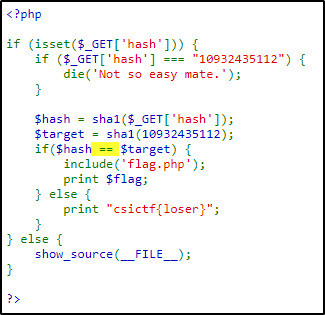 <?php
if (isset($_GET['hash'])) {
if ($_GET['hash'] === "10932435112") {
die('Not so easy mate.');
}
$hash = sha1($_GET['hash']);
$target = sha1(10932435112);
if($hash == $target) {
include('flag.php');
print $flag;
} else {
print "csictf{loser}";
}
} else {
show_source(__FILE__);
}
?>